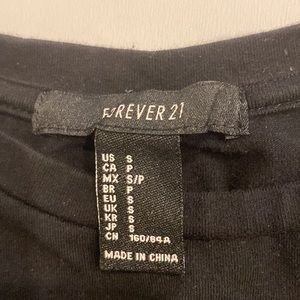 FOREVER 21
US S
CA P
MX S/P
BR P
EU S
UK S
KR S
JP S
CN 160/84A
MADE IN CHINA